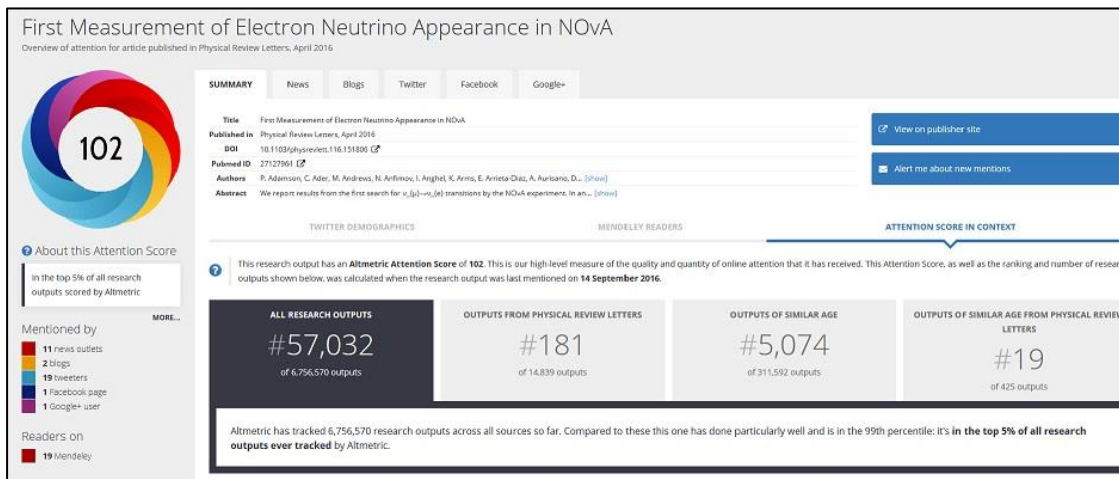 First Measurement of Electron Neutrino Appearance in NOvA
Overview of attention for article published in Physical Review Letters, April 2016
102
About this Attention Score
In the top 5% of all research
outputs scored by Altmetric
MORE...
Mentioned by
11 news outlets
2 blogs
19 tweeters
1 Facebook page
1 Google+ user
Readers on
19 Mendeley
SUMMARY News Blogs Twitter Facebook Google+
Title First Measurement of Electron Neutrino Appearance in NOvA
Published in Physical Review Letters, April 2016
DOI 10.1103/physrevlett.116.151806
Pubmed ID 27127961
Authors P. Adamson, C. Ader, M. Andrews, N. Anfimov, I. Anghel, K. Arms, E. Arrieta-Diaz, A. Aurisano, D... [show]
Abstract We report results from the first search for ν_{μ}→ν_{e} transitions by the NOvA experiment. In an... [show]
View on publisher site
Alert me about new mentions
TWITTER DEMOGRAPHICS MENDELEY READERS ATTENTION SCORE IN CONTEXT
This research output has an Altmetric Attention Score of 102. This is our high-level measure of the quality and quantity of online attention that it has received. This Attention Score, as well as the ranking and number of resear
outputs shown below, was calculated when the research output was last mentioned on 14 September 2016.
ALL RESEARCH OUTPUTS
#57,032
of 6,756,570 outputs
OUTPUTS FROM PHYSICAL REVIEW LETTERS
#181
of 14,839 outputs
OUTPUTS OF SIMILAR AGE
#5,074
of 311,592 outputs
OUTPUTS OF SIMILAR AGE FROM PHYSICAL REVIEW
LETTERS
#19
of 425 outputs
Altmetric has tracked 6,756,570 research outputs across all sources so far. Compared to these this one has done particularly well and is in the 99th percentile: it's in the top 5% of all research
outputs ever tracked by Altmetric.